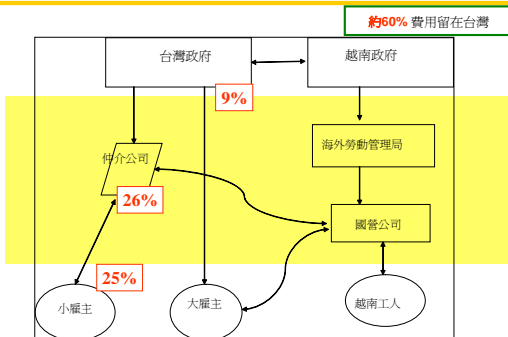 約60% 費用留在台灣
台灣政府
越南政府
9%
海外勞動管理局
仲介公司
26%
國營公司
25%
小雇主
大雇主
越南工人